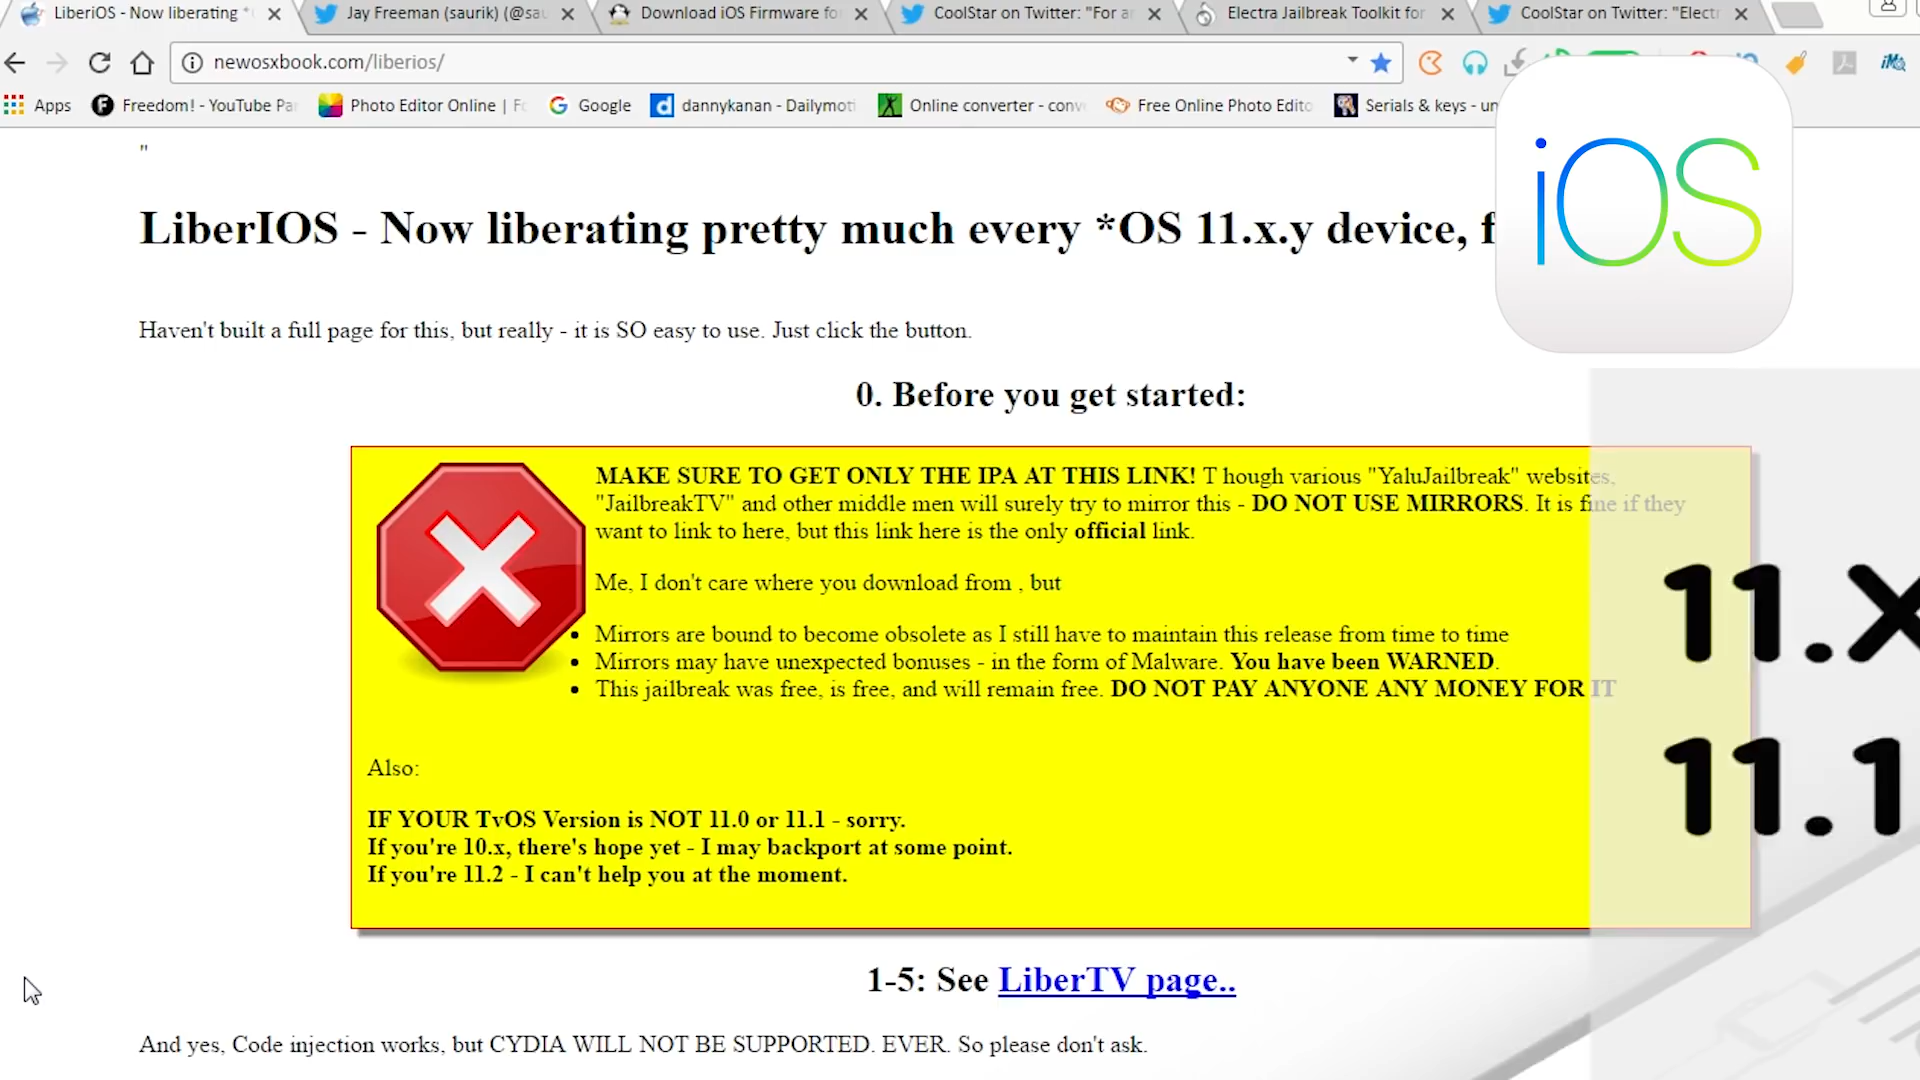 LiberiOS - Now liberating *
Jay Freeman (saurik) (@sau
Download iOS Firmware fo
CoolStar on Twitter: "For a
Electra Jailbreak Toolkit for
CoolStar on Twitter: "Electr
newosxbook.com/liberios/
Apps
Freedom! - YouTube Pa
Photo Editor Online | F
Google
dannykanan - Dailymoti
Online converter - conv
Free Online Photo Edito
Serials & keys - un
"
LiberIOS - Now liberating pretty much every *OS 11.x.y device, f
iOS
Haven't built a full page for this, but really - it is SO easy to use. Just click the button.
0. Before you get started:
MAKE SURE TO GET ONLY THE IPA AT THIS LINK! T hough various "YaluJailbreak" websites,
"JailbreakTV" and other middle men will surely try to mirror this - DO NOT USE MIRRORS. It is fine if they
want to link to here, but this link here is the only official link.
Me, I don't care where you download from , but
• Mirrors are bound to become obsolete as I still have to maintain this release from time to time
• Mirrors may have unexpected bonuses - in the form of Malware. You have been WARNED.
• This jailbreak was free, is free, and will remain free. DO NOT PAY ANYONE ANY MONEY FOR IT
11.X
11.1
Also:
IF YOUR TvOS Version is NOT 11.0 or 11.1 - sorry.
If you're 10.x, there's hope yet - I may backport at some point.
If you're 11.2 - I can't help you at the moment.
1-5: See LiberTV page..
And yes, Code injection works, but CYDIA WILL NOT BE SUPPORTED. EVER. So please don't ask.